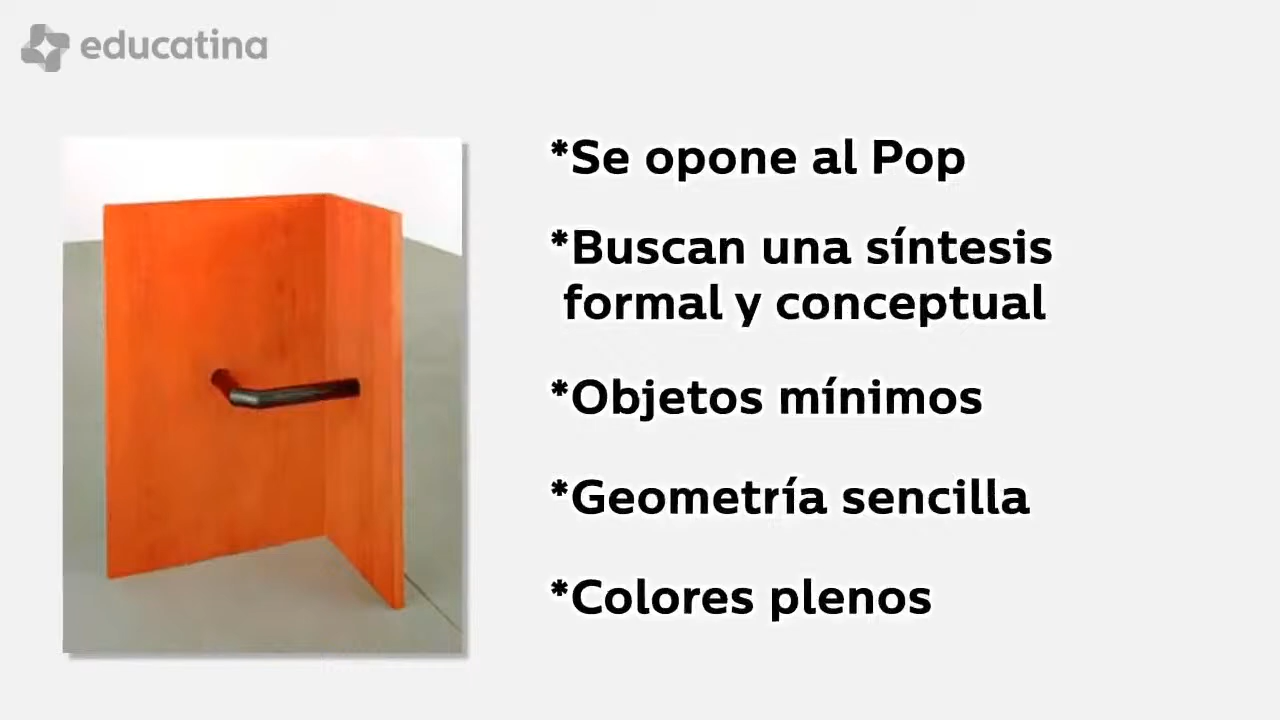 educatina
*Se opone al Pop
*Buscan una síntesis
formal y conceptual
*Objetos mínimos
*Geometría sencilla
*Colores plenos